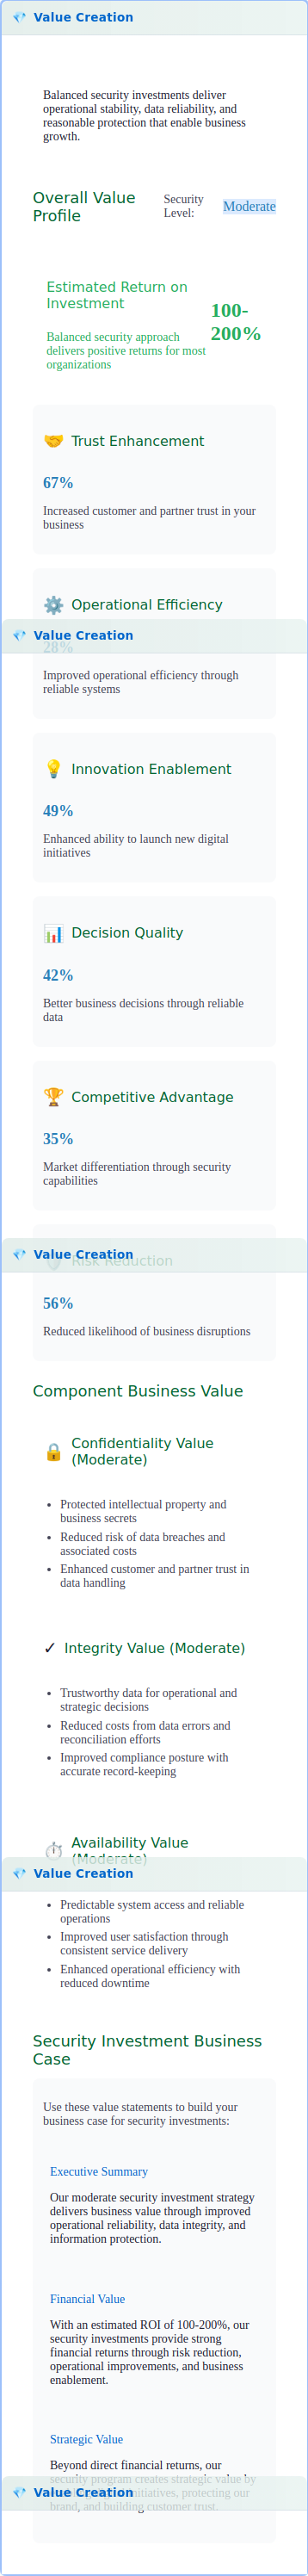 💎 Value Creation
Balanced security investments deliver
operational stability, data reliability, and
reasonable protection that enable business
growth.
Overall Value
Profile
Security
Level:
Moderate
Estimated Return on
Investment
Balanced security approach
delivers positive returns for most
organizations
100-
200%
🤝 Trust Enhancement
67%
Increased customer and partner trust in your
business
⚙️ Operational Efficiency
💎 Value Creation
28%
Improved operational efficiency through
reliable systems
💡 Innovation Enablement
49%
Enhanced ability to launch new digital
initiatives
📊 Decision Quality
42%
Better business decisions through reliable
data
🏆 Competitive Advantage
35%
Market differentiation through security
capabilities
💎 Value Creation
Risk Reduction
56%
Reduced likelihood of business disruptions
Component Business Value
🔒 Confidentiality Value
(Moderate)
• Protected intellectual property and
business secrets
• Reduced risk of data breaches and
associated costs
• Enhanced customer and partner trust in
data handling
✓ Integrity Value (Moderate)
• Trustworthy data for operational and
strategic decisions
• Reduced costs from data errors and
reconciliation efforts
• Improved compliance posture with
accurate record-keeping
⏱️ Availability Value
(Moderate)
💎 Value Creation
• Predictable system access and reliable
operations
• Improved user satisfaction through
consistent service delivery
• Enhanced operational efficiency with
reduced downtime
Security Investment Business
Case
Use these value statements to build your
business case for security investments:
Executive Summary
Our moderate security investment strategy
delivers business value through improved
operational reliability, data integrity, and
information protection.
Financial Value
With an estimated ROI of 100-200%, our
security investments provide strong
financial returns through risk reduction,
operational improvements, and business
enablement.
Strategic Value
Beyond direct financial returns, our
security program creates strategic value by
💎 Value Creation
initiatives, protecting our
brand, and building customer trust.